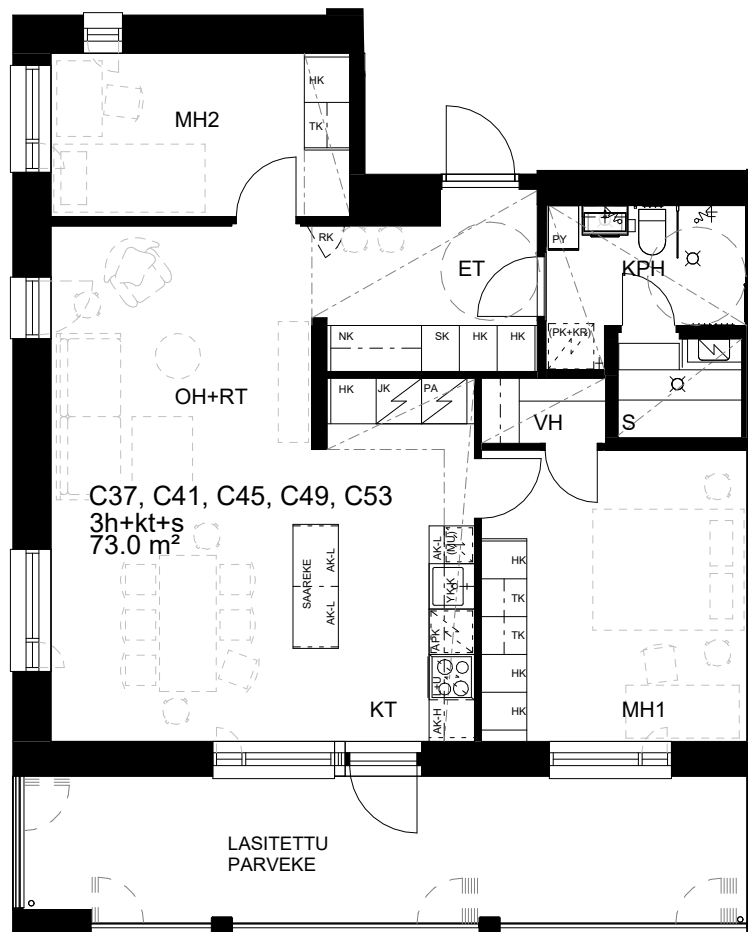 HK
MH2
TK
RK
ET
PY
KPH
NK
SK
HK
HK
(PK+KR)
OH+RT
HK
JK
PA
VH
S
C37, C41, C45, C49, C53
3h+kt+s
73.0 m²
AK-L
(MU)
HK
SAAREKE
AK-L
AK-L
YK-K
TK
APK
TK
L+U
HK
AK-H
HK
KT
MH1
LASITETTU
PARVEKE